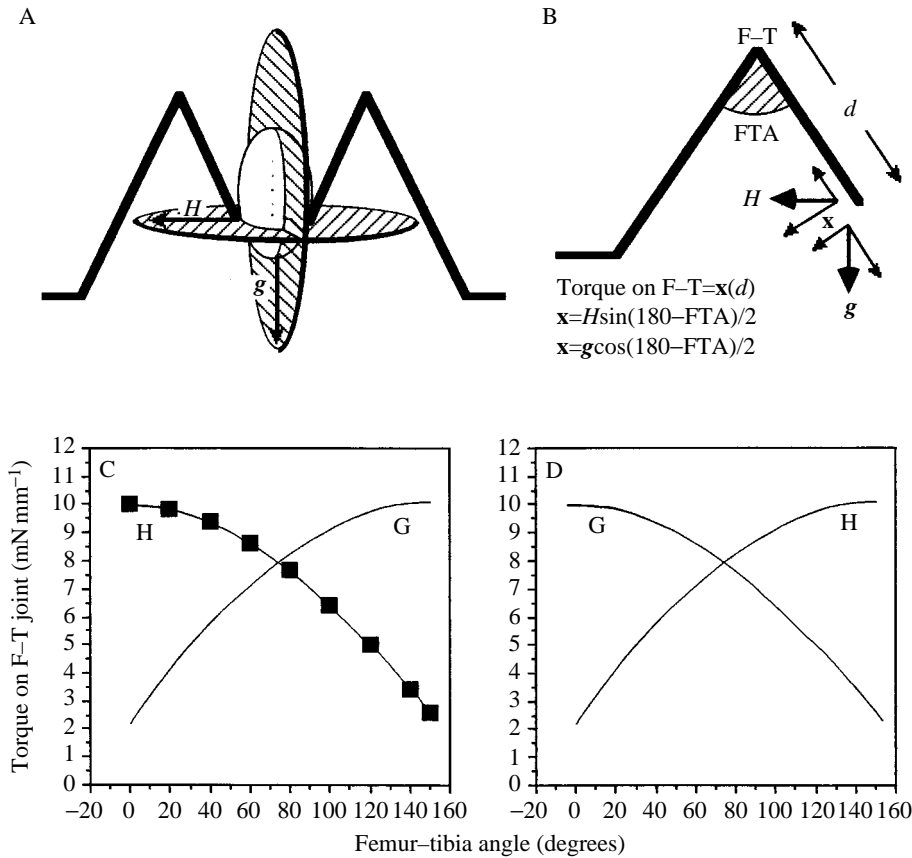 A
H
g
B
F–T
FTA
d
H
x
g
Torque on F–T=x(d)
x=Hsin(180–FTA)/2
x=gcos(180–FTA)/2
Torque on F–T joint (mN mm⁻¹)
12
11
10
9
8
7
6
5
4
3
2
1
0
C
H
G
–20 0 20 40 60 80 100 120 140 160
12
11
10
9
8
7
6
5
4
3
2
1
0
D
G
H
–20 0 20 40 60 80 100 120 140 160
Femur–tibia angle (degrees)